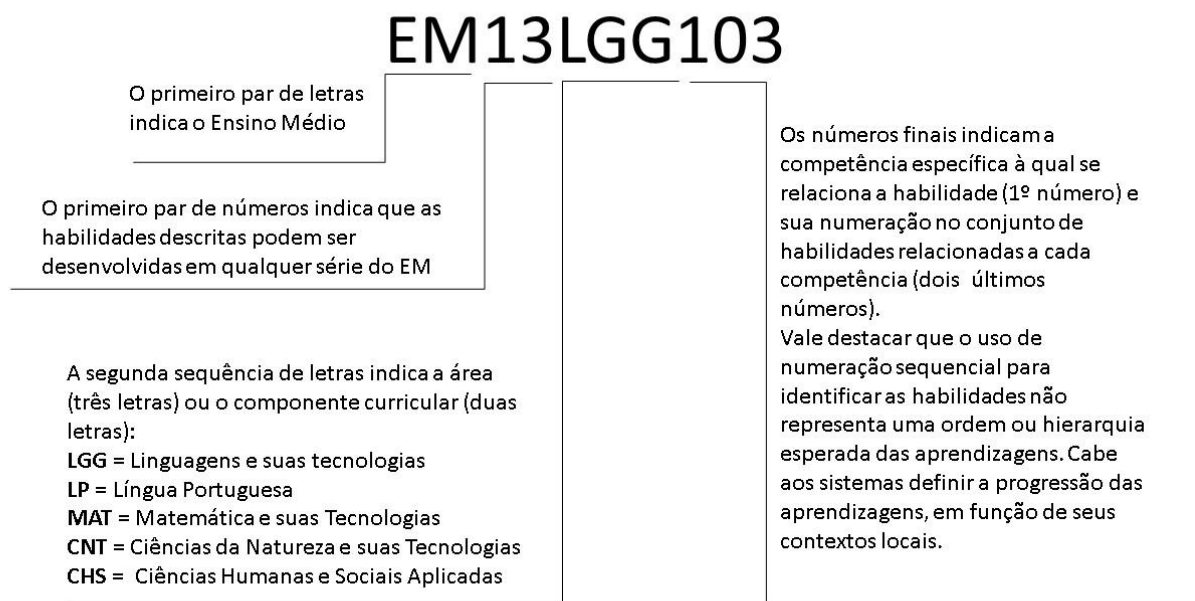 EM13LGG103
O primeiro par de letras
indica o Ensino Médio
O primeiro par de números indica que as
habilidades descritas podem ser
desenvolvidas em qualquer série do EM
A segunda sequência de letras indica a área
(três letras) ou o componente curricular (duas
letras):
LGG = Linguagens e suas tecnologias
LP = Língua Portuguesa
MAT = Matemática e suas Tecnologias
CNT = Ciências da Natureza e suas Tecnologias
CHS = Ciências Humanas e Sociais Aplicadas
Os números finais indicam a
competência específica à qual se
relaciona a habilidade (1º número) e
sua numeração no conjunto de
habilidades relacionadas a cada
competência (dois últimos
números).
Vale destacar que o uso de
numeração sequencial para
identificar as habilidades não
representa uma ordem ou hierarquia
esperada das aprendizagens. Cabe
aos sistemas definir a progressão das
aprendizagens, em função de seus
contextos locais.